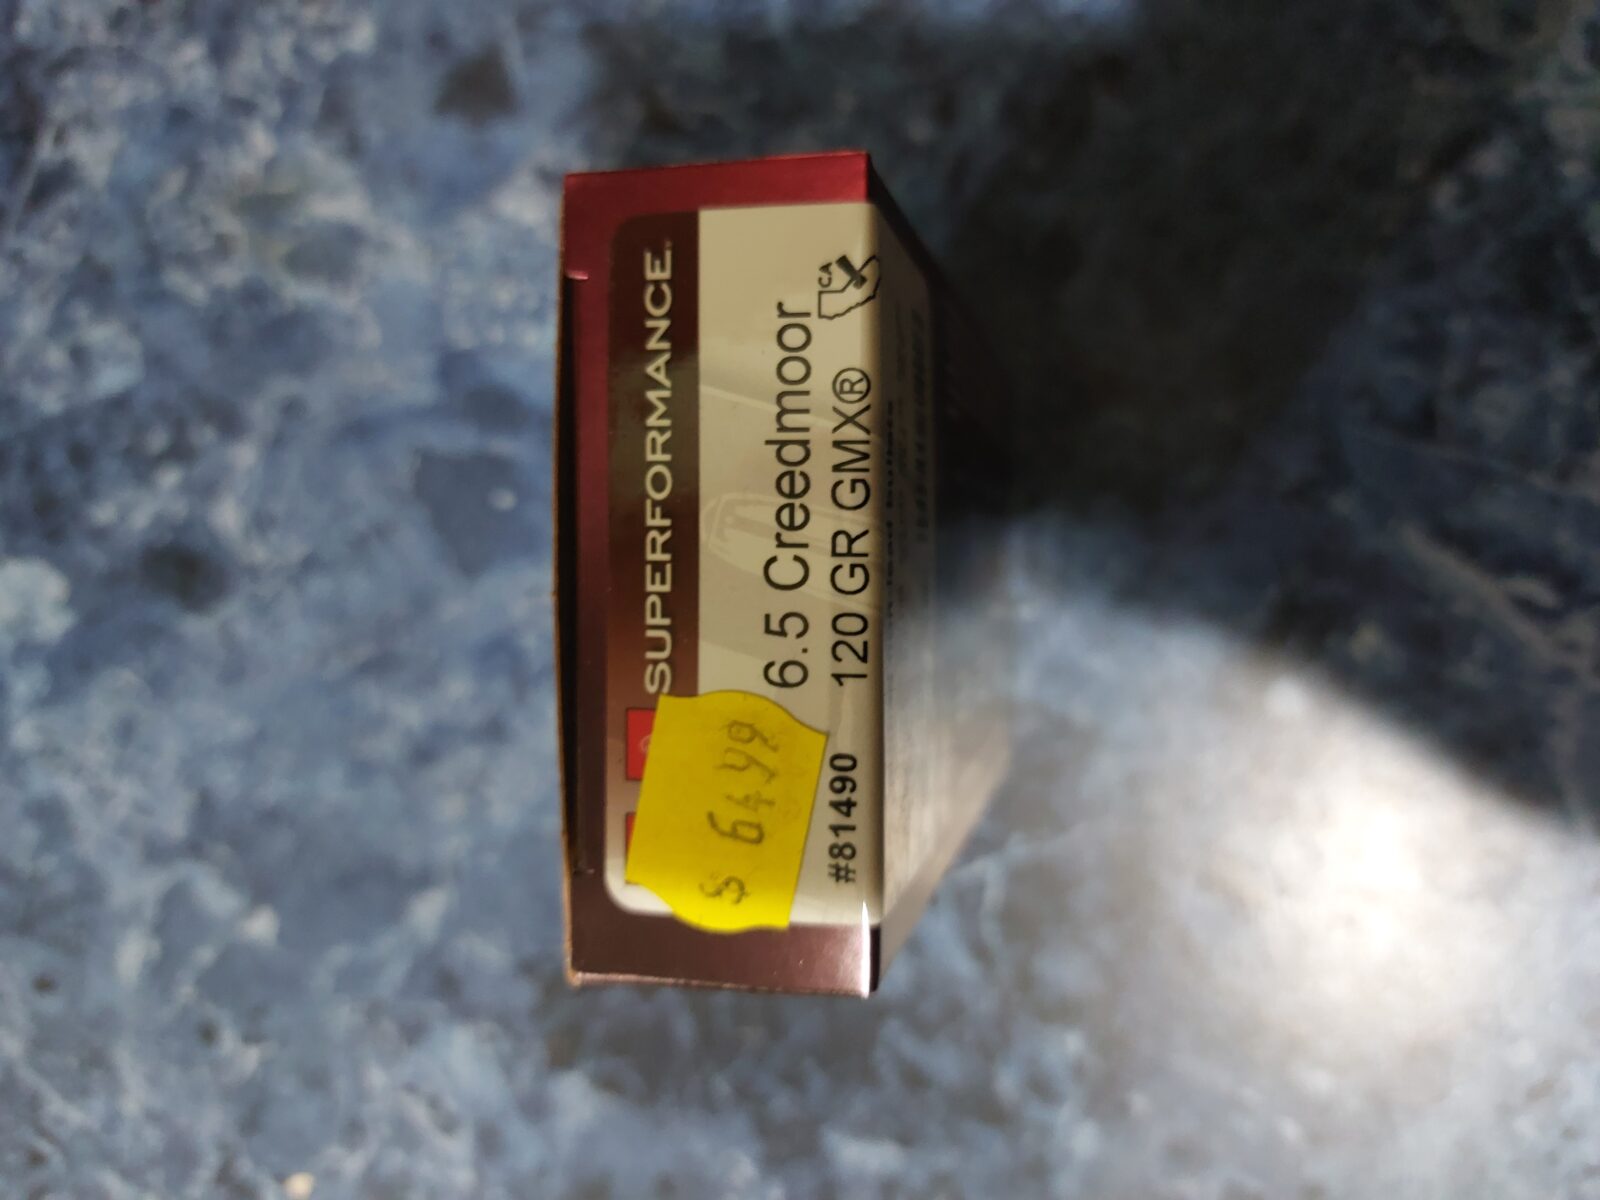 SUPERFORMANCE
6.5 Creedmoor
120 GR GMX®
#81490
CA
$ 64.99